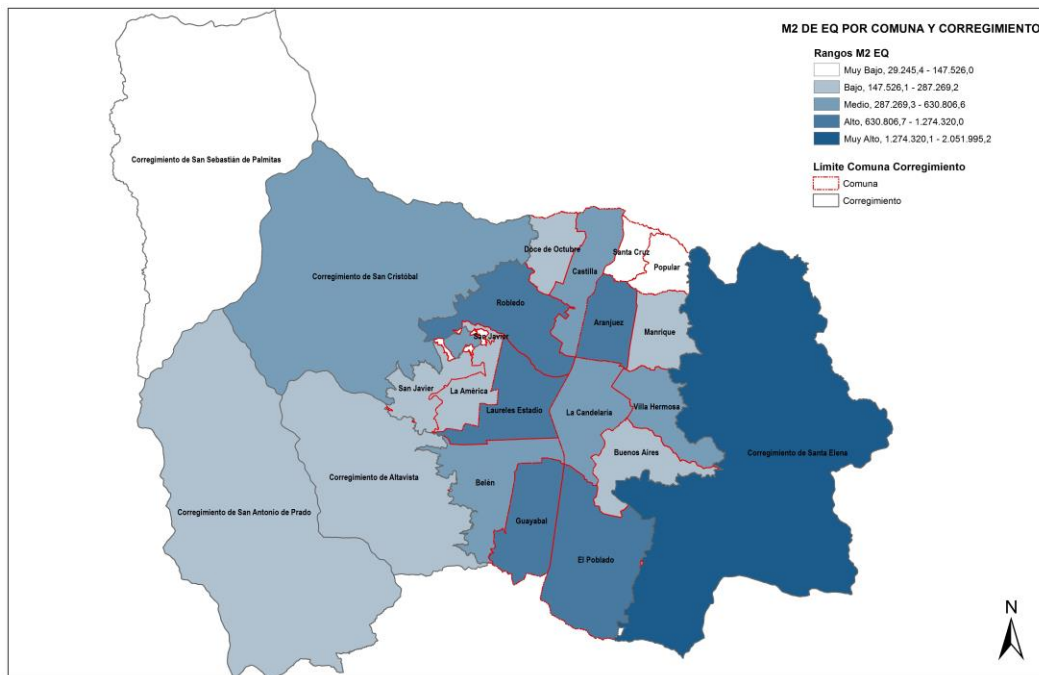 M2 DE EQ POR COMUNA Y CORREGIMIENTO
Rangos M2 EQ
Muy Bajo, 29.245,4 - 147.526,0
Bajo, 147.526,1 - 287.269,2
Medio, 287.269,3 - 630.806,6
Alto, 630.806,7 - 1.274.320,0
Muy Alto, 1.274.320,1 - 2.051.995,2
Límite Comuna Corregimiento
Comuna
Corregimiento
Corregimiento de San Sebastián de Palmitas
Doce de Octubre
Santa Cruz
Popular
Castilla
Corregimiento de San Cristóbal
Robledo
Aranjuez
Manrique
San Javier
San Javier
La América
Laureles Estadio
La Candelaría
Villa Hermosa
Buenos Aires
Corregimiento de Santa Elena
Corregimiento de Altavista
Belén
Corregimiento de San Antonio de Prado
Guayabal
El Poblado
N